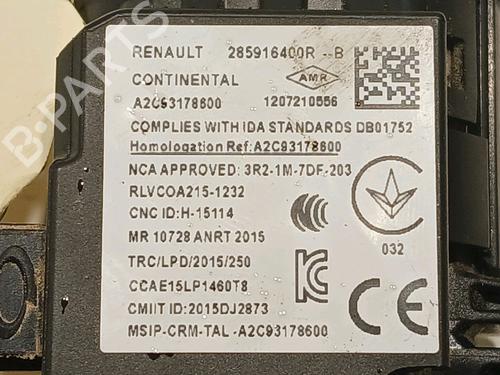 RENAULT 285916400R --B
CONTINENTAL AMR
A2C93178600 1207210556
COMPLIES WITH IDA STANDARDS DB01752
Homologation Ref: A2C93178600
NCA APPROVED: 3R2-1M-7DF-203
RLVCOA215-1232
CNC ID:H-15114
MR 10728 ANRT 2015
032
TRC/LPD/2015/250
CCAE15LP1460T8
CMIIT ID:2015DJ2873
MSIP-CRM-TAL-A2C93178600
CE
B-PARTS